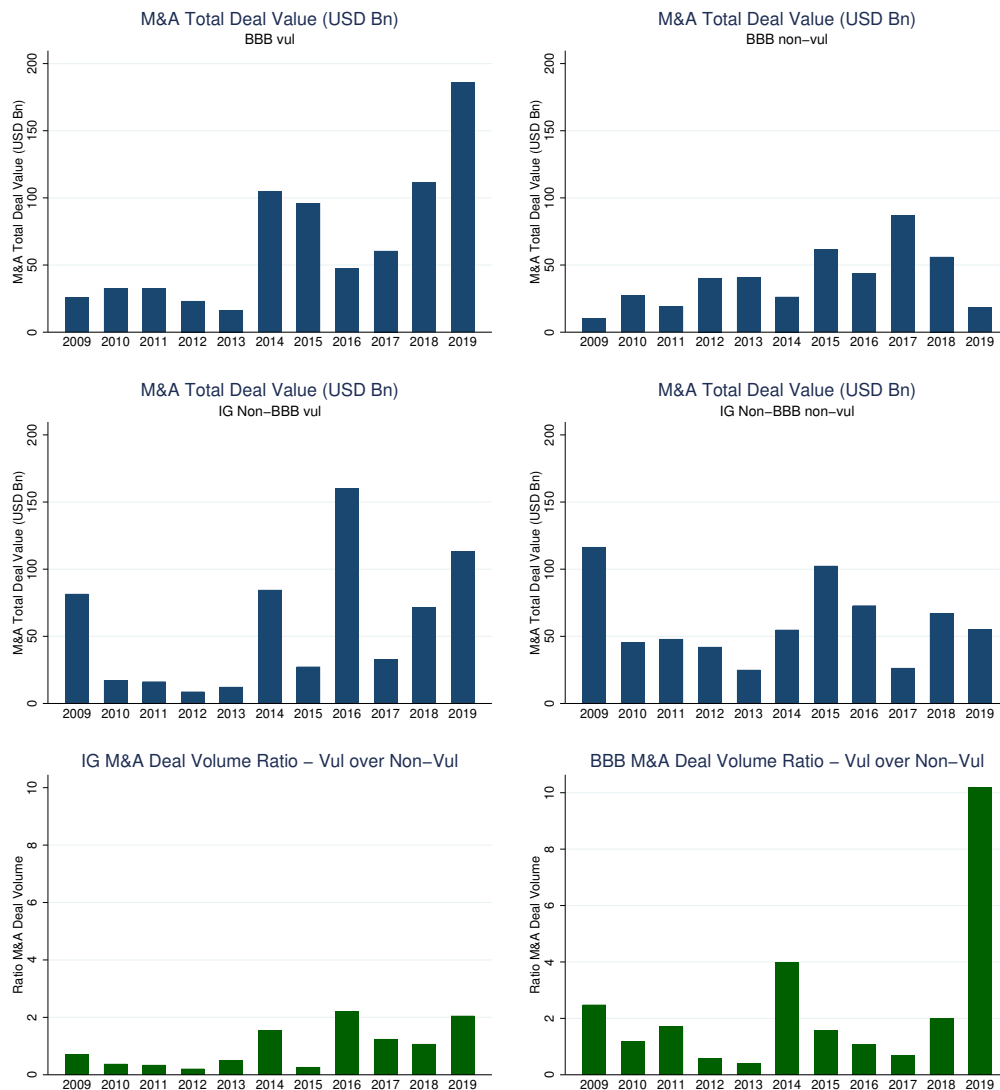 M&A Total Deal Value (USD Bn)
BBB vul
M&A Total Deal Value (USD Bn)
200
150
100
50
0
2009 2010 2011 2012 2013 2014 2015 2016 2017 2018 2019
M&A Total Deal Value (USD Bn)
BBB non−vul
M&A Total Deal Value (USD Bn)
200
150
100
50
0
2009 2010 2011 2012 2013 2014 2015 2016 2017 2018 2019
M&A Total Deal Value (USD Bn)
IG Non−BBB vul
M&A Total Deal Value (USD Bn)
200
150
100
50
0
2009 2010 2011 2012 2013 2014 2015 2016 2017 2018 2019
M&A Total Deal Value (USD Bn)
IG Non−BBB non−vul
M&A Total Deal Value (USD Bn)
200
150
100
50
0
2009 2010 2011 2012 2013 2014 2015 2016 2017 2018 2019
IG M&A Deal Volume Ratio − Vul over Non−Vul
Ratio M&A Deal Volume
10
8
6
4
2
0
2009 2010 2011 2012 2013 2014 2015 2016 2017 2018 2019
BBB M&A Deal Volume Ratio − Vul over Non−Vul
Ratio M&A Deal Volume
10
8
6
4
2
0
2009 2010 2011 2012 2013 2014 2015 2016 2017 2018 2019